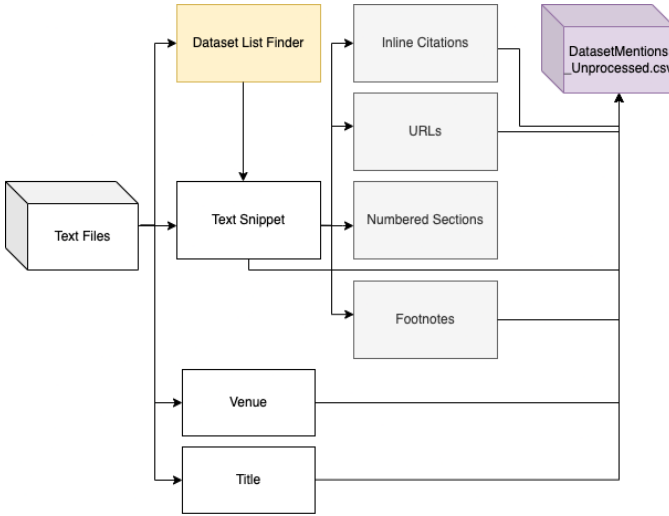 Dataset List Finder
Inline Citations
DatasetMentions
_Unprocessed.csv
URLs
Text Files
Text Snippet
Numbered Sections
Footnotes
Venue
Title